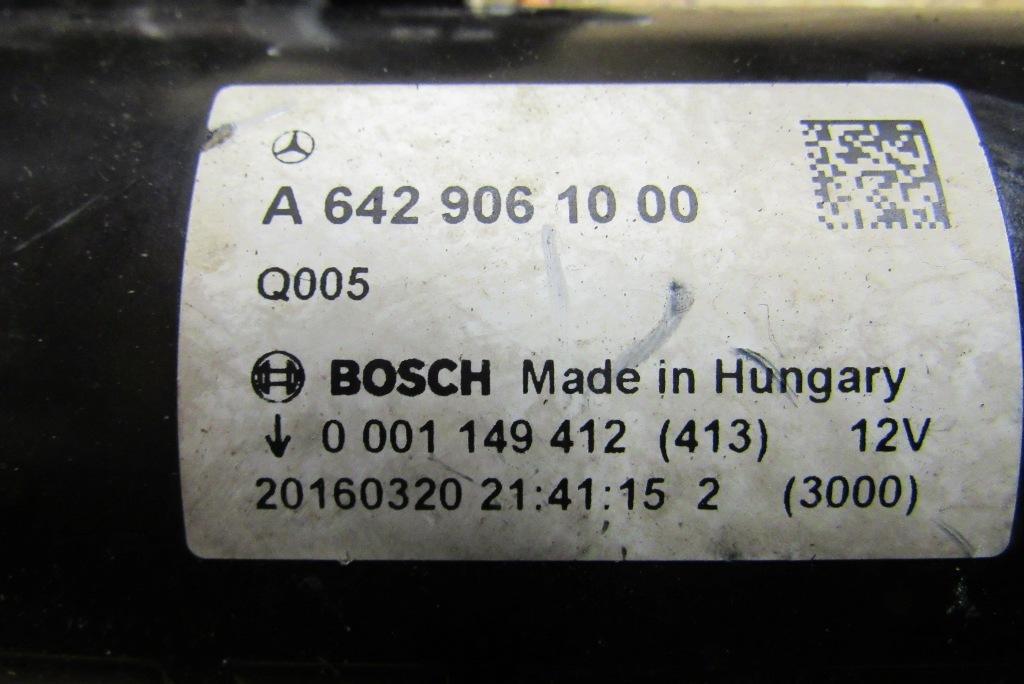 A 642 906 10 00
Q005
BOSCH Made in Hungary
↓ 0 001 149 412 (413) 12V
20160320 21:41:15 2 (3000)